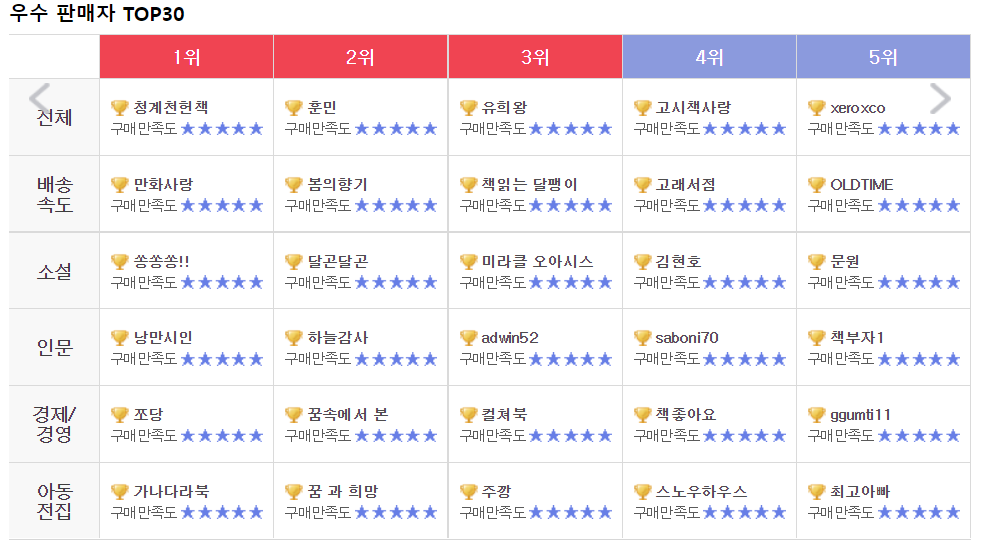 우수 판매자 TOP30
1위 2위 3위 4위 5위
전체
청계천헌책 훈민 유희왕 고시책사랑 xeroxco
구매만족도 ★★★★★ 구매만족도 ★★★★★ 구매만족도 ★★★★★ 구매만족도 ★★★★★ 구매만족도 ★★★★★
배송
속도
만화사랑 봄의향기 책읽는 달팽이 고래서점 OLDTIME
구매만족도 ★★★★★ 구매만족도 ★★★★★ 구매만족도 ★★★★★ 구매만족도 ★★★★★ 구매만족도 ★★★★★
소설
쏭쏭쏭!! 달곤달곤 미라클 오아시스 김현호 문원
구매만족도 ★★★★★ 구매만족도 ★★★★★ 구매만족도 ★★★★★ 구매만족도 ★★★★★ 구매만족도 ★★★★★
인문
낭만시인 하늘감사 adwin52 saboni70 책부자1
구매만족도 ★★★★★ 구매만족도 ★★★★★ 구매만족도 ★★★★★ 구매만족도 ★★★★★ 구매만족도 ★★★★★
경제/
경영
쪼당 꿈속에서 본 컬쳐북 책좋아요 ggumti11
구매만족도 ★★★★★ 구매만족도 ★★★★★ 구매만족도 ★★★★★ 구매만족도 ★★★★★ 구매만족도 ★★★★★
아동
전집
가나다라북 꿈 과 희망 주깡 스노우하우스 최고아빠
구매만족도 ★★★★★ 구매만족도 ★★★★★ 구매만족도 ★★★★★ 구매만족도 ★★★★★ 구매만족도 ★★★★★